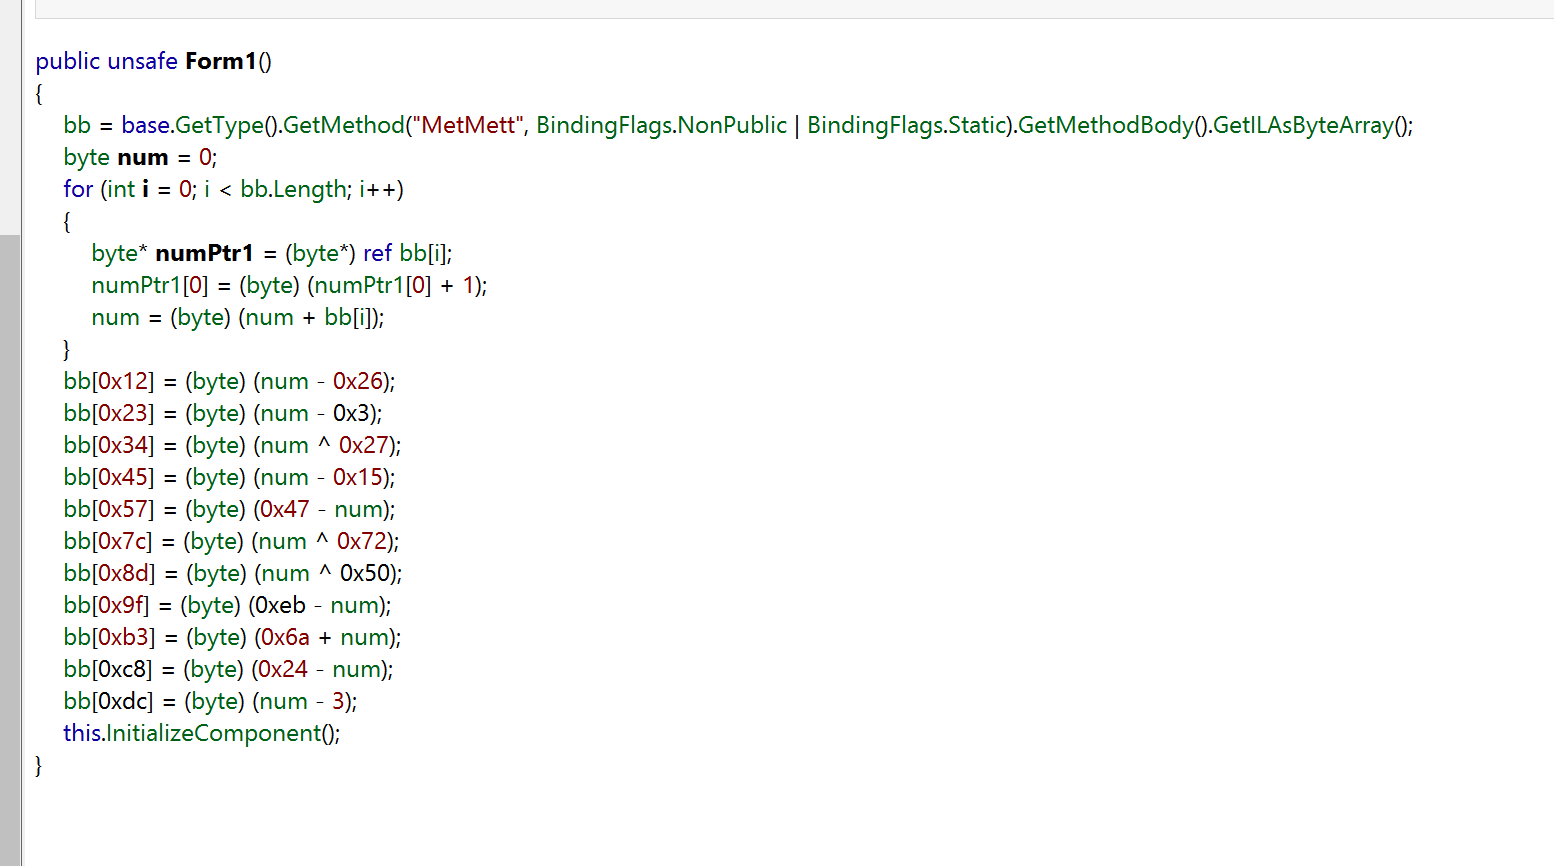 public unsafe Form1()
{
bb = base.GetType().GetMethod("MetMett", BindingFlags.NonPublic | BindingFlags.Static).GetMethodBody().GetILAsByteArray();
byte num = 0;
for (int i = 0; i < bb.Length; i++)
{
byte* numPtr1 = (byte*) ref bb[i];
numPtr1[0] = (byte) (numPtr1[0] + 1);
num = (byte) (num + bb[i]);
}
bb[0x12] = (byte) (num - 0x26);
bb[0x23] = (byte) (num - 0x3);
bb[0x34] = (byte) (num ^ 0x27);
bb[0x45] = (byte) (num - 0x15);
bb[0x57] = (byte) (0x47 - num);
bb[0x7c] = (byte) (num ^ 0x72);
bb[0x8d] = (byte) (num ^ 0x50);
bb[0x9f] = (byte) (0xeb - num);
bb[0xb3] = (byte) (0x6a + num);
bb[0xc8] = (byte) (0x24 - num);
bb[0xdc] = (byte) (num - 3);
this.InitializeComponent();
}